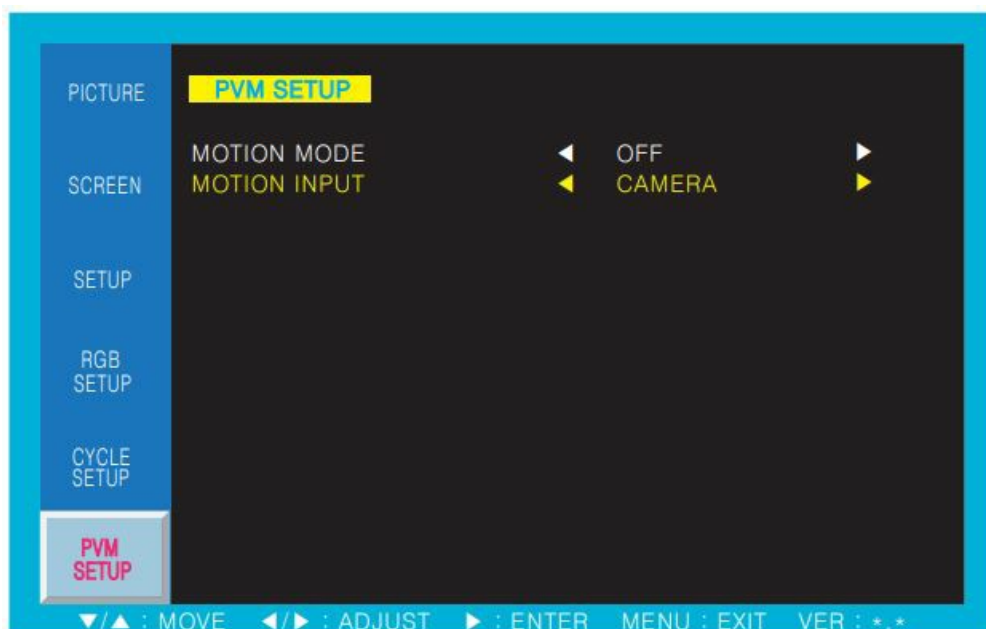 PICTURE
PVM SETUP
MOTION MODE ◀ OFF ▶
SCREEN
MOTION INPUT ◀ CAMERA ▶
SETUP
RGB
SETUP
CYCLE
SETUP
PVM
SETUP
▼/▲ : MOVE ◀/▶ : ADJUST ▶ : ENTER MENU : EXIT VER : *.*